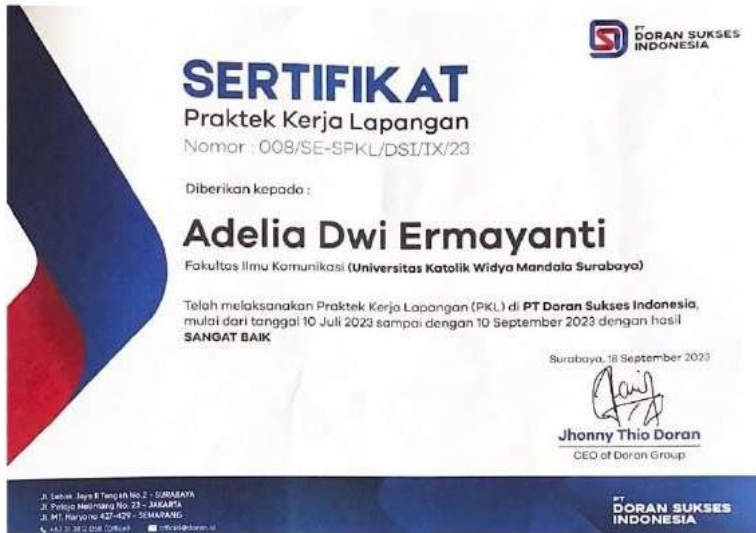 PT
DORAN SUKSES
INDONESIA
SERTIFIKAT
Praktek Kerja Lapangan
Nomor : 008/SE-SPKL/DSI/IX/23
Diberikan kepada :
Adelia Dwi Ermayanti
Fakultas Ilmu Komunikasi (Universitas Katolik Widya Mandala Surabaya)
Telah melaksanakan Praktek Kerja Lapangan (PKL) di PT Doran Sukses Indonesia,
mulai dari tanggal 10 Juli 2023 sampai dengan 10 September 2023 dengan hasil
SANGAT BAIK
Surabaya, 18 September 2023
Jhonny Thio Doran
CEO of Doran Group
Jl. Jaya II Tengah No.2 - SURABAYA
Jl. Petojo No. 23 - JAKARTA
Jl. MT. Haryono 427-429 - SEMARANG
(Office)
PT
DORAN SUKSES
INDONESIA